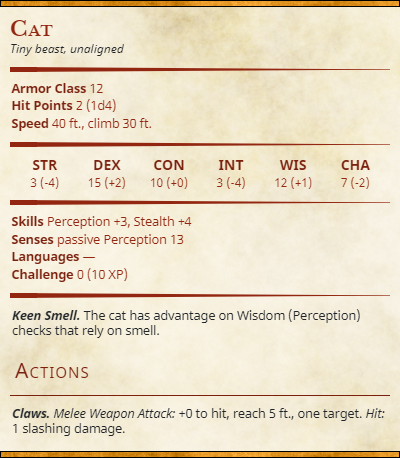 Cat
Tiny beast, unaligned
Armor Class 12
Hit Points 2 (1d4)
Speed 40 ft., climb 30 ft.
STR DEX CON INT WIS CHA
3 (-4) 15 (+2) 10 (+0) 3 (-4) 12 (+1) 7 (-2)
Skills Perception +3, Stealth +4
Senses passive Perception 13
Languages —
Challenge 0 (10 XP)
Keen Smell. The cat has advantage on Wisdom (Perception)
checks that rely on smell.
Actions
Claws. Melee Weapon Attack: +0 to hit, reach 5 ft., one target. Hit:
1 slashing damage.